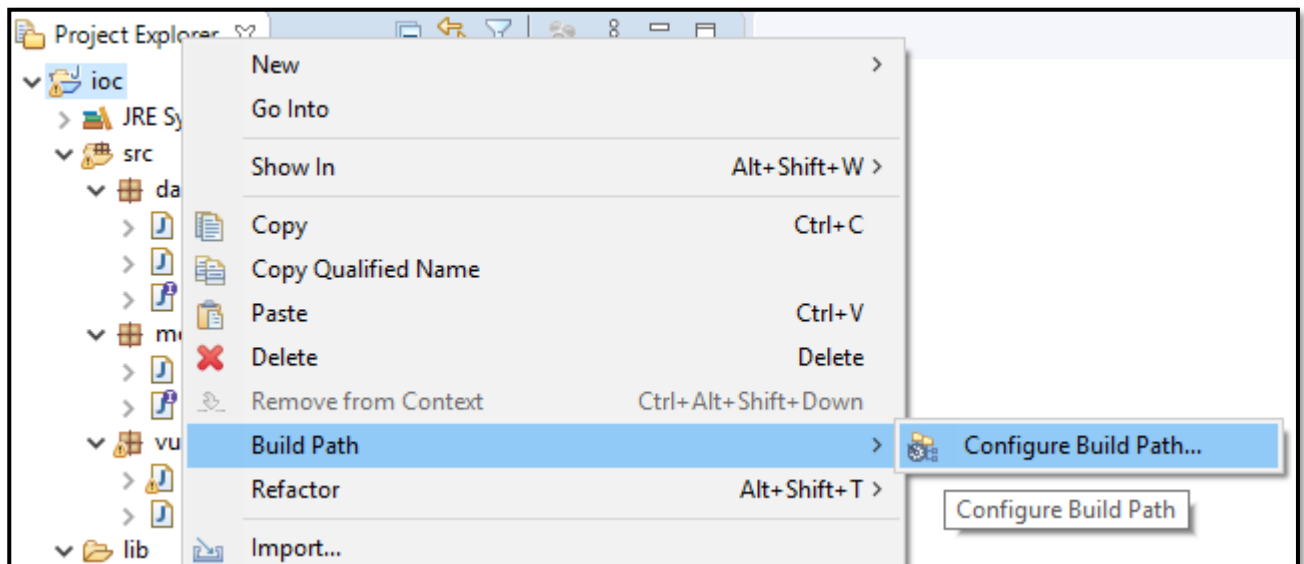 Project Explorer
ioc
JRE Sy
src
da
mo
vu
lib
New
Go Into
Show In Alt+Shift+W
Copy Ctrl+C
Copy Qualified Name
Paste Ctrl+V
Delete Delete
Remove from Context Ctrl+Alt+Shift+Down
Build Path
Refactor Alt+Shift+T
Import...
Configure Build Path...
Configure Build Path